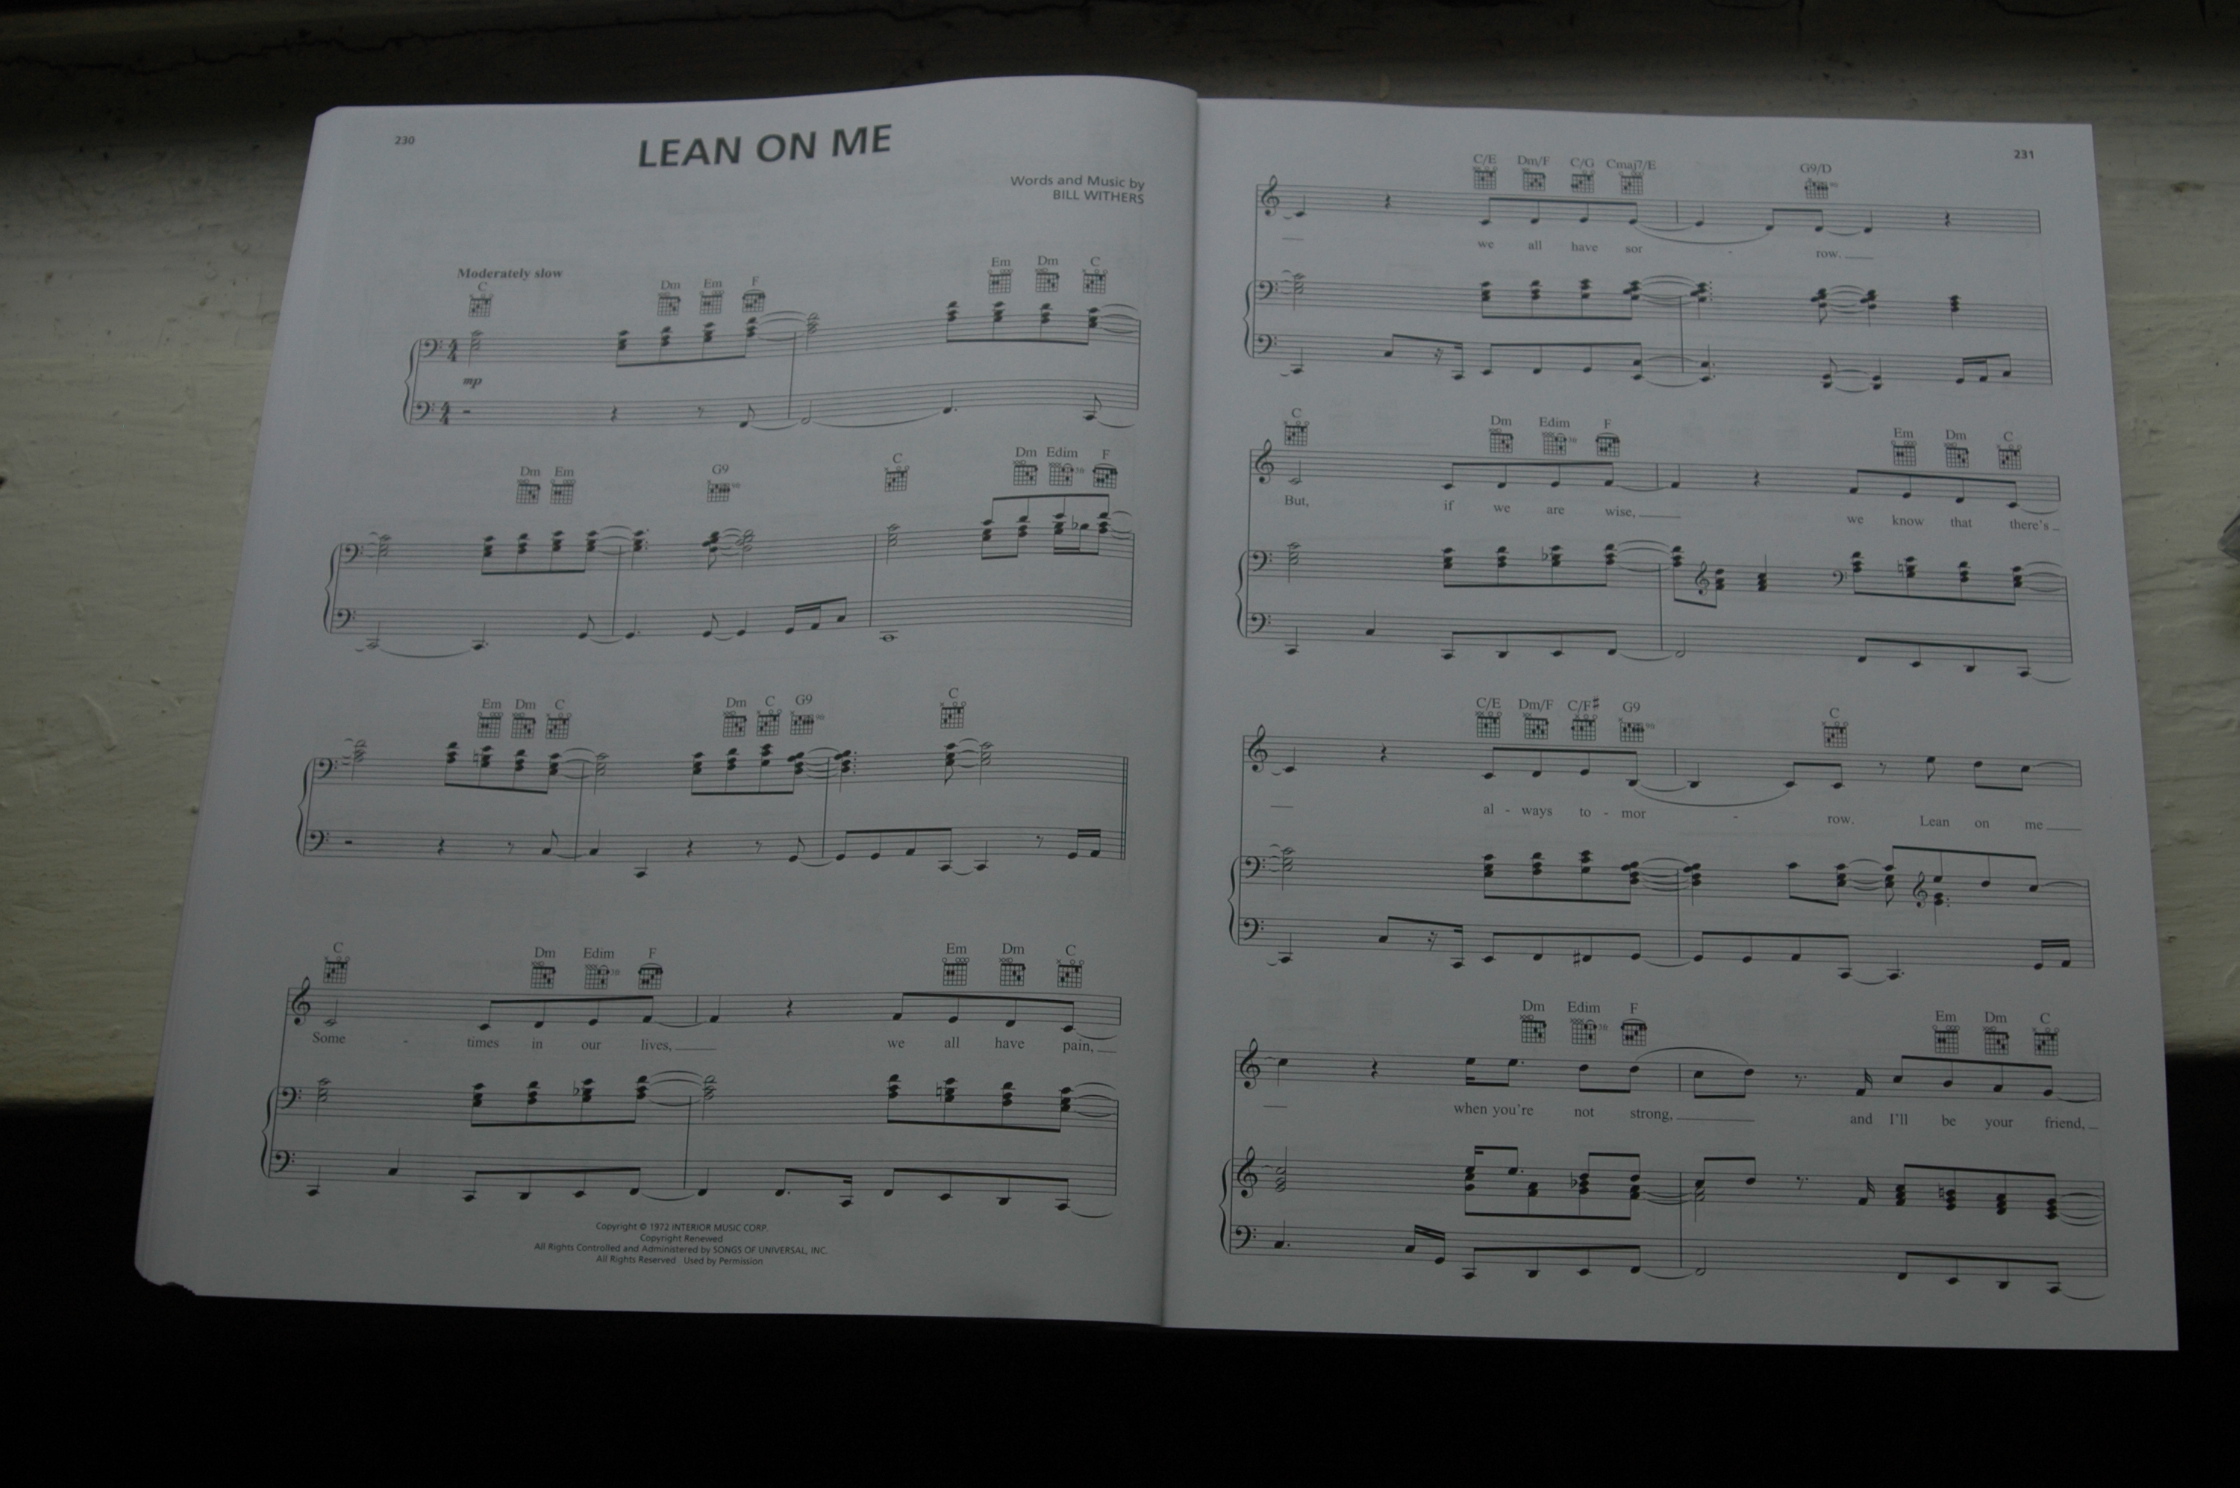 230
LEAN ON ME
Words and Music by
BILL WITHERS
Moderately slow
C Dm Em F Em Dm C
mp
Dm Em G9 C Dm Edim F
Em Dm C Dm C G9 C
C Dm Edim F Em Dm C
Some - times in our lives, we all have pain,
Copyright © 1972 INTERIOR MUSIC CORP.
Copyright Renewed
All Rights Controlled and Administered by SONGS OF UNIVERSAL, INC.
All Rights Reserved Used by Permission
231
C/E Dm/F C/G Cmaj7/E G9/D
we all have sor - row.
C Dm Edim F Em Dm C
But, if we are wise, we know that there's
C/E Dm/F C/F# G9 C
al - ways to - mor - row. Lean on me
Dm Edim F Em Dm C
when you're not strong, and I'll be your friend,